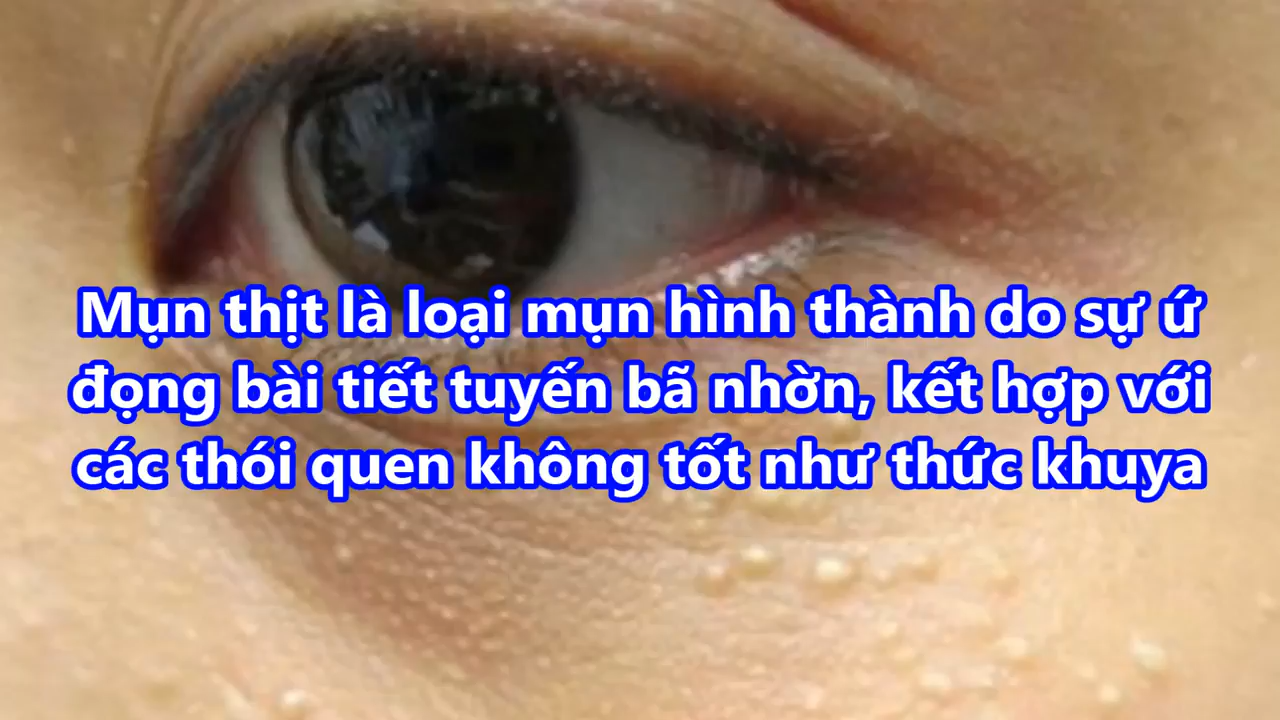 Mụn thịt là loại mụn hình thành do sự ứ
đọng bài tiết tuyến bã nhờn, kết hợp với
các thói quen không tốt như thức khuya